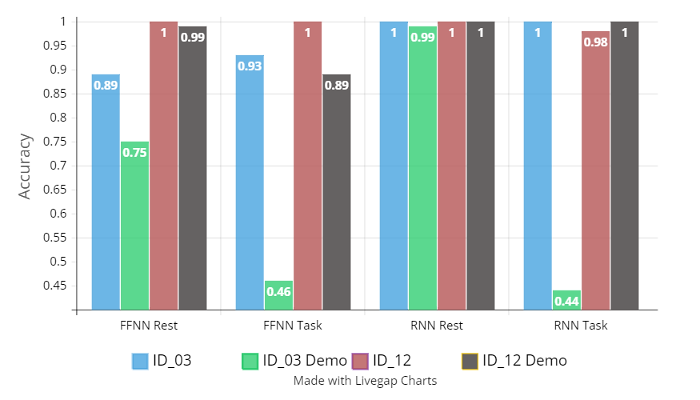 Accuracy
1
0.95
0.9
0.85
0.8
0.75
0.7
0.65
0.6
0.55
0.5
0.45
0.89 0.75 1 0.99
0.93 0.46 1 0.89
1 0.99 1 1
1 0.44 0.98 1
FFNN Rest FFNN Task RNN Rest RNN Task
ID_03 ID_03 Demo ID_12 ID_12 Demo
Made with Livegap Charts